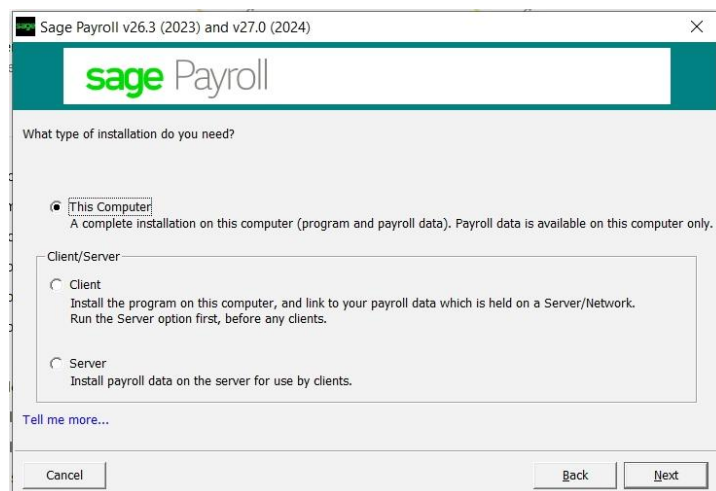 sage Sage Payroll v26.3 (2023) and v27.0 (2024)
sage Payroll
What type of installation do you need?
This Computer
A complete installation on this computer (program and payroll data). Payroll data is available on this computer only.
Client/Server
Client
Install the program on this computer, and link to your payroll data which is held on a Server/Network.
Run the Server option first, before any clients.
Server
Install payroll data on the server for use by clients.
Tell me more...
Cancel
Back
Next